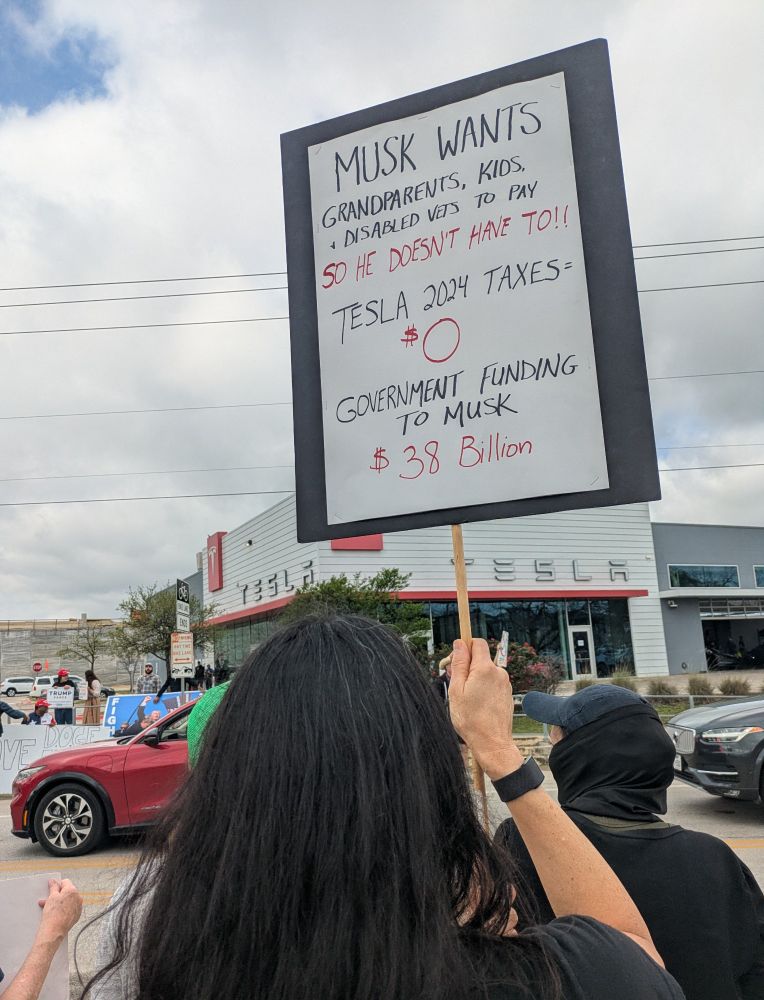 MUSK WANTS
GRANDPARENTS, KIDS,
& DISABLED VETS TO PAY
SO HE DOESN'T HAVE TO!!
TESLA 2024 TAXES=
$0
GOVERNMENT FUNDING
TO MUSK
$ 38 Billion
TESLA
TESLA
TRUMP
DOGE